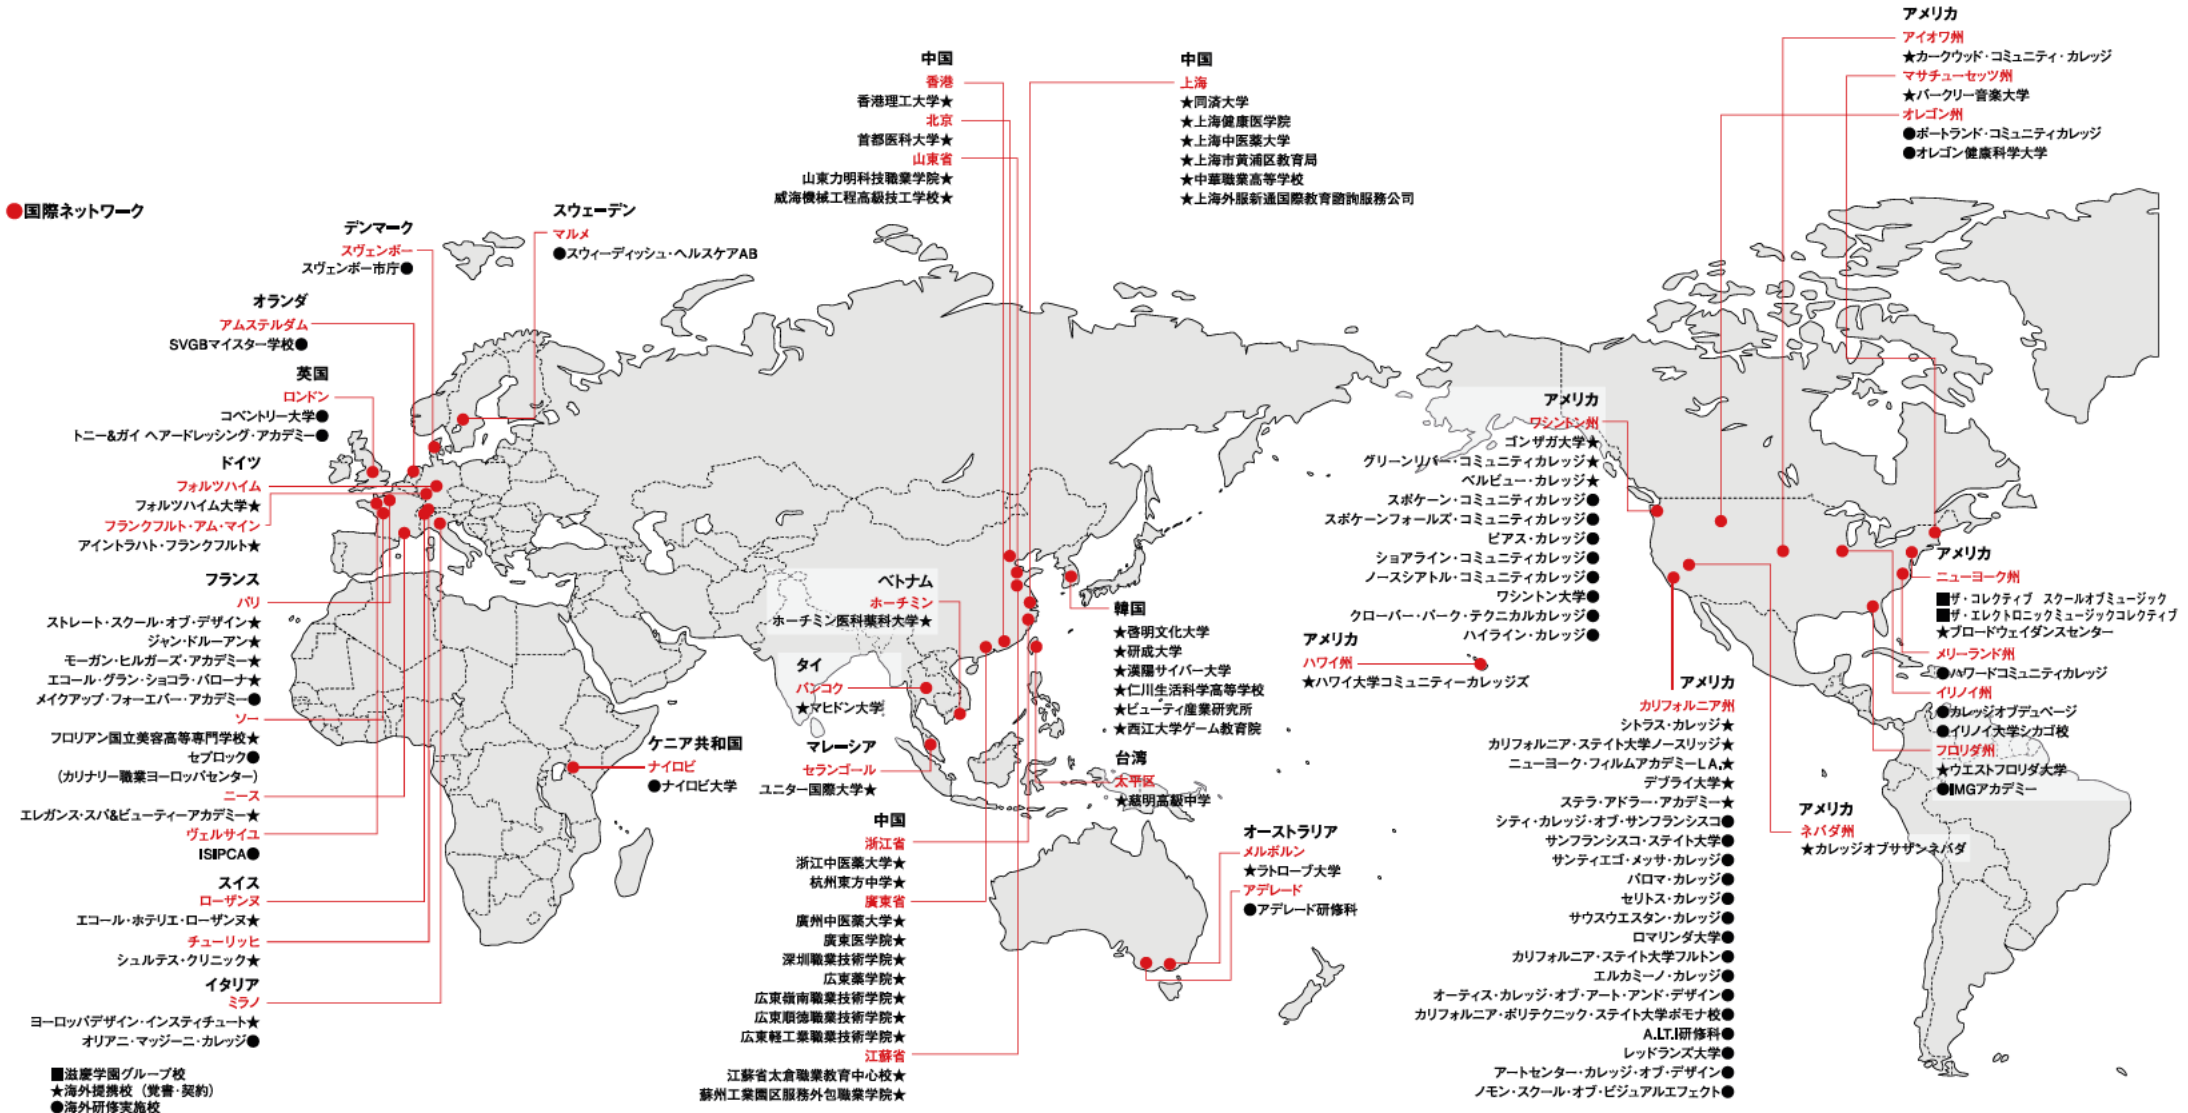 ●国際ネットワーク
デンマーク
スヴェンボー
スヴェンボー市庁●
スウェーデン
マルメ
●スウィーディッシュ・ヘルスケアAB
オランダ
アムステルダム
SVGBマイスター学校●
英国
ロンドン
コベントリー大学●
トニー&ガイ ヘアードレッシング・アカデミー●
ドイツ
フォルツハイム
フォルツハイム大学★
フランクフルト・アム・マイン
アイントラハト・フランクフルト★
フランス
パリ
ストレート・スクール・オブ・デザイン★
ジャン・ドルーアン★
モーガン・ヒルガーズ・アカデミー★
エコール・グラン・ショコラ・バローナ★
メイクアップ・フォーエバー・アカデミー●
ソー
フロリアン国立美容高等専門学校★
セプロック●
(カリナリー職業ヨーロッパセンター)
ニース
エレガンス・スパ&ビューティーアカデミー★
ヴェルサイユ
ISIPCA●
スイス
ローザンヌ
エコール・ホテリエ・ローザンヌ★
チューリッヒ
シュルテス・クリニック★
イタリア
ミラノ
ヨーロッパデザイン・インスティチュート★
オリアニ・マッジーニ・カレッジ●
■滋慶学園グループ校
★海外提携校（覚書・契約）
●海外研修実施校
中国
香港
香港理工大学★
北京
首都医科大学★
山東省
山東力明科技職業学院★
威海機械工程高級技工学校★
中国
上海
★同済大学
★上海健康医学院
★上海中医薬大学
★上海市黄浦区教育局
★中華職業高等学校
★上海外服新通国際教育諮詢服務公司
ベトナム
ホーチミン
ホーチミン医科薬科大学★
タイ
バンコク
★マヒドン大学
マレーシア
セランゴール
ユニター国際大学★
ケニア共和国
ナイロビ
●ナイロビ大学
韓国
★啓明文化大学
★研成大学
★漢陽サイバー大学
★仁川生活科学高等学校
★ビューティ産業研究所
★西江大学ゲーム教育院
台湾
太平区
★慈明高級中学
中国
浙江省
浙江中医薬大学★
杭州東方中学★
廣東省
廣州中医薬大学★
廣東医学院★
深圳職業技術学院★
広東薬学院★
広東嶺南職業技術学院★
広東順徳職業技術学院★
広東軽工業職業技術学院★
江蘇省
江蘇省太倉職業教育中心校★
蘇州工業園区服務外包職業学院★
オーストラリア
メルボルン
★ラトローブ大学
アデレード
●アデレード研修科
アメリカ
アイオワ州
★カークウッド・コミュニティ・カレッジ
マサチューセッツ州
★バークリー音楽大学
オレゴン州
●ポートランド・コミュニティカレッジ
●オレゴン健康科学大学
アメリカ
ワシントン州
ゴンザガ大学★
グリーンリバー・コミュニティカレッジ★
ベルビュー・カレッジ★
スポケーン・コミュニティカレッジ●
スポケーンフォールズ・コミュニティカレッジ●
ピアス・カレッジ●
ショアライン・コミュニティカレッジ●
ノースシアトル・コミュニティカレッジ●
ワシントン大学●
クローバー・パーク・テクニカルカレッジ●
ハイライン・カレッジ●
アメリカ
ハワイ州
★ハワイ大学コミュニティーカレッジズ
アメリカ
カリフォルニア州
シトラス・カレッジ★
カリフォルニア・ステイト大学ノースリッジ★
ニューヨーク・フィルムアカデミーL.A.★
デブライ大学★
ステラ・アドラー・アカデミー★
シティ・カレッジ・オブ・サンフランシスコ●
サンフランシスコ・ステイト大学●
サンティエゴ・メッサ・カレッジ●
パロマ・カレッジ●
セリトス・カレッジ●
サウスウエスタン・カレッジ●
ロマリンダ大学●
カリフォルニア・ステイト大学フルトン●
エルカミーノ・カレッジ●
オーティス・カレッジ・オブ・アート・アンド・デザイン●
カリフォルニア・ポリテクニック・ステイト大学ポモナ校●
A.I.T.I研修科●
レッドランズ大学●
アートセンター・カレッジ・オブ・デザイン●
ノモン・スクール・オブ・ビジュアルエフェクト●
アメリカ
ニューヨーク州
■ザ・コレクティブ スクールオブミュージック
■ザ・エレクトロニックミュージックコレクティブ
★ブロードウェイダンスセンター
メリーランド州
●ハワードコミュニティカレッジ
イリノイ州
●カレッジオブデュページ
●イリノイ大学シカゴ校
フロリダ州
★ウエストフロリダ大学
●IMGアカデミー
アメリカ
ネバダ州
★カレッジオブサザンネバダ